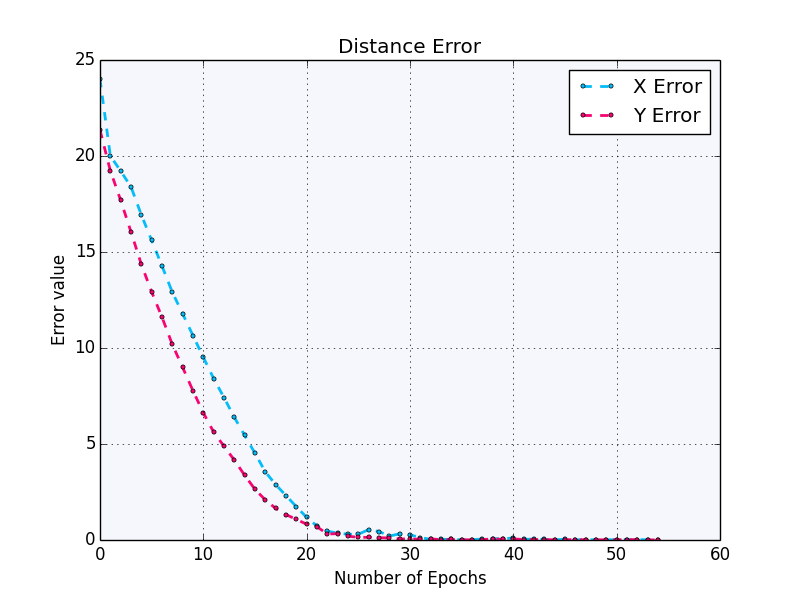 Distance Error
X Error
Y Error
25
20
15
10
5
0
Error value
0 10 20 30 40 50 60
Number of Epochs